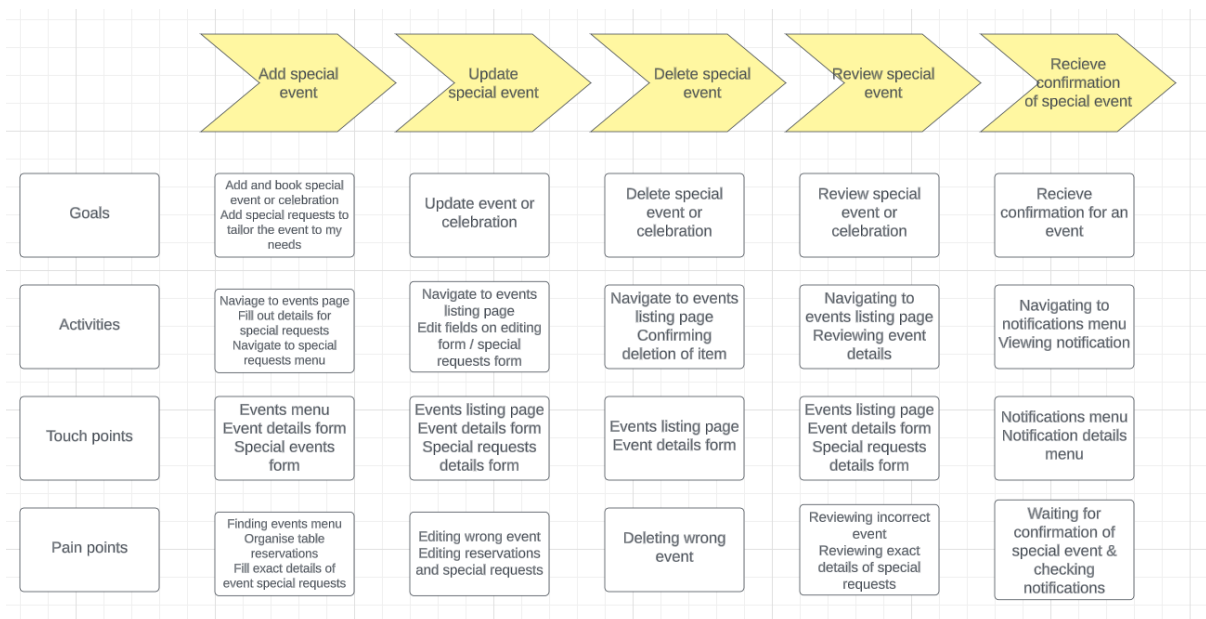 Add special
event
Update
special event
Delete special
event
Review special
event
Recieve
confirmation
of special event
Goals
Add and book special
event or celebration
Add special requests to
tailor the event to my
needs
Update event or
celebration
Delete special
event or
celebration
Review special
event or
celebration
Recieve
confirmation for an
event
Activities
Naviage to events page
Fill out details for
special requests
Navigate to special
requests menu
Navigate to events
listing page
Edit fields on editing
form / special
requests form
Navigate to events
listing page
Confirming
deletion of item
Navigating to
events listing page
Reviewing event
details
Navigating to
notifications menu
Viewing notification
Touch points
Events menu
Event details form
Special events
form
Events listing page
Event details form
Special requests
details form
Events listing page
Event details form
Events listing page
Event details form
Special requests
details form
Notifications menu
Notification details
menu
Pain points
Finding events menu
Organise table
reservations
Fill exact details of
event special requests
Editing wrong event
Editing reservations
and special requests
Deleting wrong
event
Reviewing incorrect
event
Reviewing exact
details of special
requests
Waiting for
confirmation of
special event &
checking
notifications